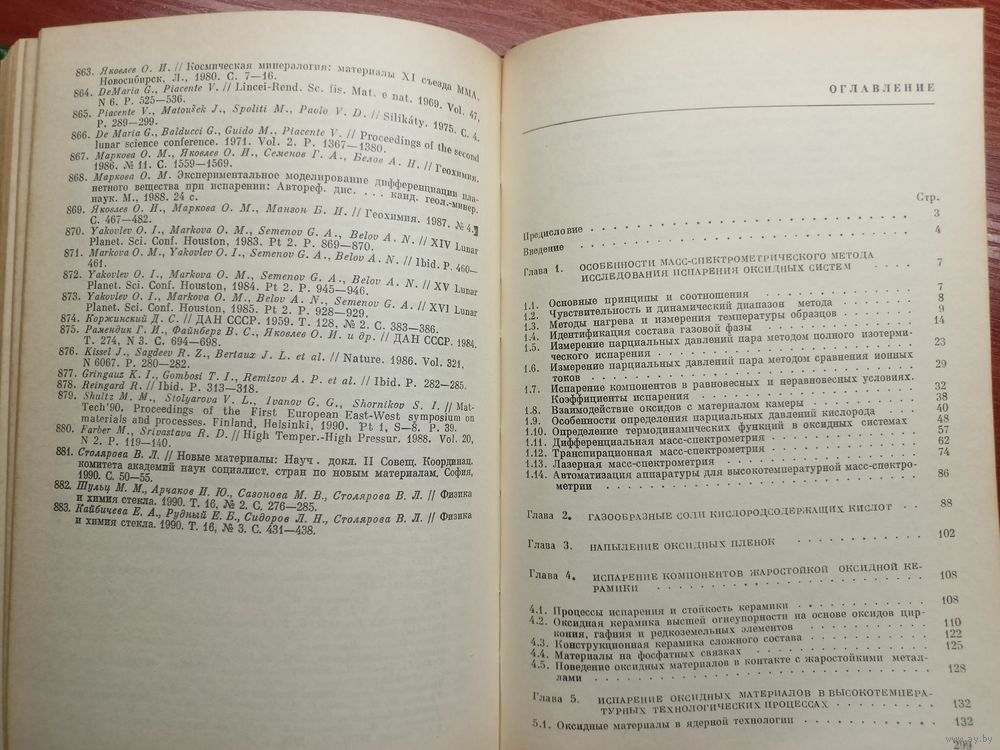 863. Яковлев О. И. // Космическая минералогия: материалы XI съезда ММА,
Новосибирск, Л., 1980. С. 7—16.
864. DeMaria G., Piacente V. // Lincei-Rend. Sc. fis. Mat. e nat. 1969. Vol. 47,
N 6. P. 525—536.
865. Piacente V., Matoušek J., Spoliti M., Paolo V. D. // Silikáty. 1975. C. 4.
P. 289—299.
866. De Maria G., Balducci G., Guido M., Piacente V. // Proceedings of the second
lunar science conference. 1971. Vol. 2. P. 1367—1380.
867. Маркова О. М., Яковлев О. И., Семенов Г. А., Белов А. Н. // Геохимия.
1986. № 11. С. 1559—1569.
868. Маркова О. М. Экспериментальное моделирование дифференциации пла-
нетного вещества при испарении: Автореф. дис. . . . канд. геол.-минер.
наук. М., 1988. 24 с.
869. Яковлев О. И., Маркова О. М., Манзон Б. И. // Геохимия. 1987. № 4.
С. 467—482.
870. Yakovlev O. I., Markova O. M., Semenov G. A., Belov A. N. // XIV Lunar
Planet. Sci. Conf. Houston, 1983. Pt 2. P. 869—870.
871. Markova O. M., Yakovlev O. I., Semenov G. A., Belov A. N. // Ibid. P. 460—
461.
872. Yakovlev O. I., Markova O. M., Semenov G. A., Belov A. N. // XV Lunar
Planet. Sci. Conf. Houston, 1984. Pt 2. P. 945—946.
873. Yakovlev O. I., Markova O. M., Belov A. N., Semenov G. A. // XVI Lunar
Planet. Sci. Conf. Houston, 1985. Pt 2. P. 928—929.
874. Коржинский Д. С. // ДАН СССР. 1959. Т. 128, № 2. С. 383—386.
875. Рамендик Г. И., Файнберг В. С., Яковлев О. И. и др. // ДАН СССР. 1984.
Т. 274, N 3. С. 694—698.
876. Kissel J., Sagdeev R. Z., Bertaux J. L. et al. // Nature. 1986. Vol. 321,
N 6067. P. 280—282.
877. Gringauz K. I., Gombosi T. I., Remizov A. P. et al. // Ibid. P. 282—285.
878. Reingard R. // Ibid. P. 313—318.
879. Shultz M. M., Stolyarova V. L., Ivanov G. G., Shornikov S. I. // Mat-
Tech'90. Proceedings of the First European East-West symposium on
materials and processes. Finland, Helsinki, 1990. Pt 1, S—8. P. 39.
880. Farber M., Srivastava R. D. // High Temper.-High Pressur. 1988. Vol. 20,
N 2. P. 119—140.
881. Столярова В. Л. // Новые материалы: Науч. докл. II Совещ. Координац.
комитета академий наук социалист. стран по новым материалам, София,
1990. С. 50—55.
882. Шульц М. М., Арчаков И. Ю., Сазонова М. В., Столярова В. Л. // Физика
и химия стекла. 1990. Т. 16, № 2. С. 276—285.
883. Кайбичева Е. А., Рудный Е. Б., Сидоров Л. Н., Столярова В. Л. // Физика
и химия стекла. 1990. Т. 16, № 3. С. 431—438.
ОГЛАВЛЕНИЕ
Стр.
Предисловие . . . 3
Введение . . . 4
Глава 1. ОСОБЕННОСТИ МАСС-СПЕКТРОМЕТРИЧЕСКОГО МЕТОДА
ИССЛЕДОВАНИЯ ИСПАРЕНИЯ ОКСИДНЫХ СИСТЕМ . . . . 7
1.1. Основные принципы и соотношения . . . 7
1.2. Чувствительность и динамический диапазон метода . . . 8
1.3. Методы нагрева и измерения температуры образцов . . . 9
1.4. Идентификация состава газовой фазы . . . 14
1.5. Измерение парциальных давлений пара методом полного изотерми-
ческого испарения . . . 23
1.6. Измерение парциальных давлений пара методом сравнения ионных
токов . . . 29
1.7. Испарение компонентов в равновесных и неравновесных условиях.
Коэффициенты испарения . . . 32
1.8. Взаимодействие оксидов с материалом камеры . . . 38
1.9. Особенности определения парциальных давлений кислорода . . . 40
1.10. Определение термодинамических функций в оксидных системах 48
1.11. Дифференциальная масс-спектрометрия . . . 57
1.12. Транспирационная масс-спектрометрия . . . 62
1.13. Лазерная масс-спектрометрия . . . 74
1.14. Автоматизация аппаратуры для высокотемпературной масс-спектро-
метрии . . . 86
Глава 2. ГАЗООБРАЗНЫЕ СОЛИ КИСЛОРОДСОДЕРЖАЩИХ КИСЛОТ . . 88
Глава 3. НАПЫЛЕНИЕ ОКСИДНЫХ ПЛЕНОК . . . 102
Глава 4. ИСПАРЕНИЕ КОМПОНЕНТОВ ЖАРОСТОЙКОЙ ОКСИДНОЙ КЕ-
РАМИКИ . . . 108
4.1. Процессы испарения и стойкость керамики . . . 108
4.2. Оксидная керамика высшей огнеупорности на основе оксидов цир-
кония, гафния и редкоземельных элементов . . . 110
4.3. Конструкционная керамика сложного состава . . . 122
4.4. Материалы на фосфатных связках . . . 125
4.5. Поведение оксидных материалов в контакте с жаростойкими метал-
лами . . . 128
Глава 5. ИСПАРЕНИЕ ОКСИДНЫХ МАТЕРИАЛОВ В ВЫСОКОТЕМПЕРА-
ТУРНЫХ ТЕХНОЛОГИЧЕСКИХ ПРОЦЕССАХ . . . 132
5.1. Оксидные материалы в ядерной технологии . . . 132
299
www.ay.by